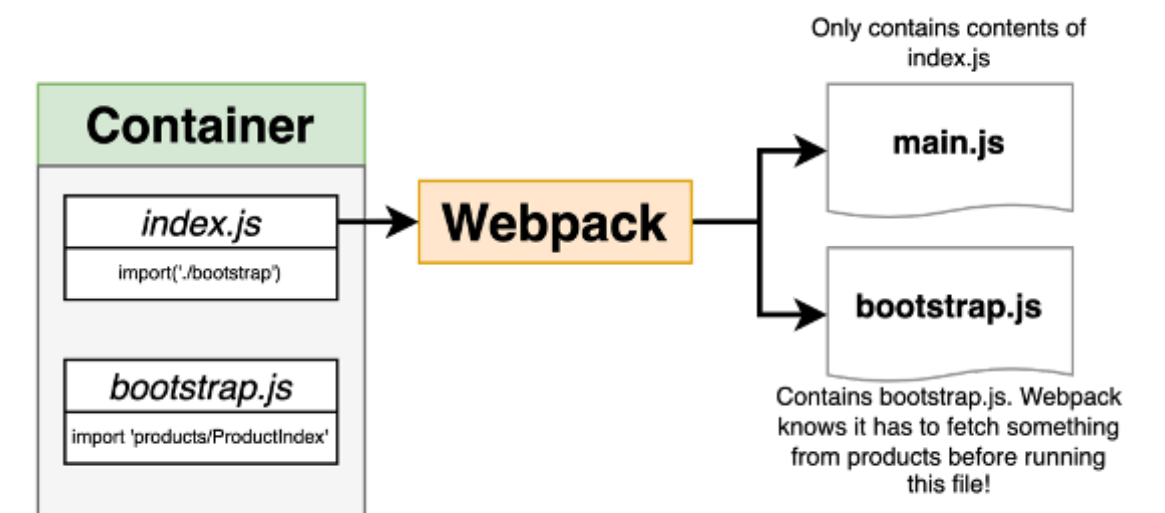 Only contains contents of
index.js
Container
main.js
index.js
Webpack
import('./bootstrap')
bootstrap.js
bootstrap.js
import 'products/ProductIndex'
Contains bootstrap.js. Webpack
knows it has to fetch something
from products before running
this file!